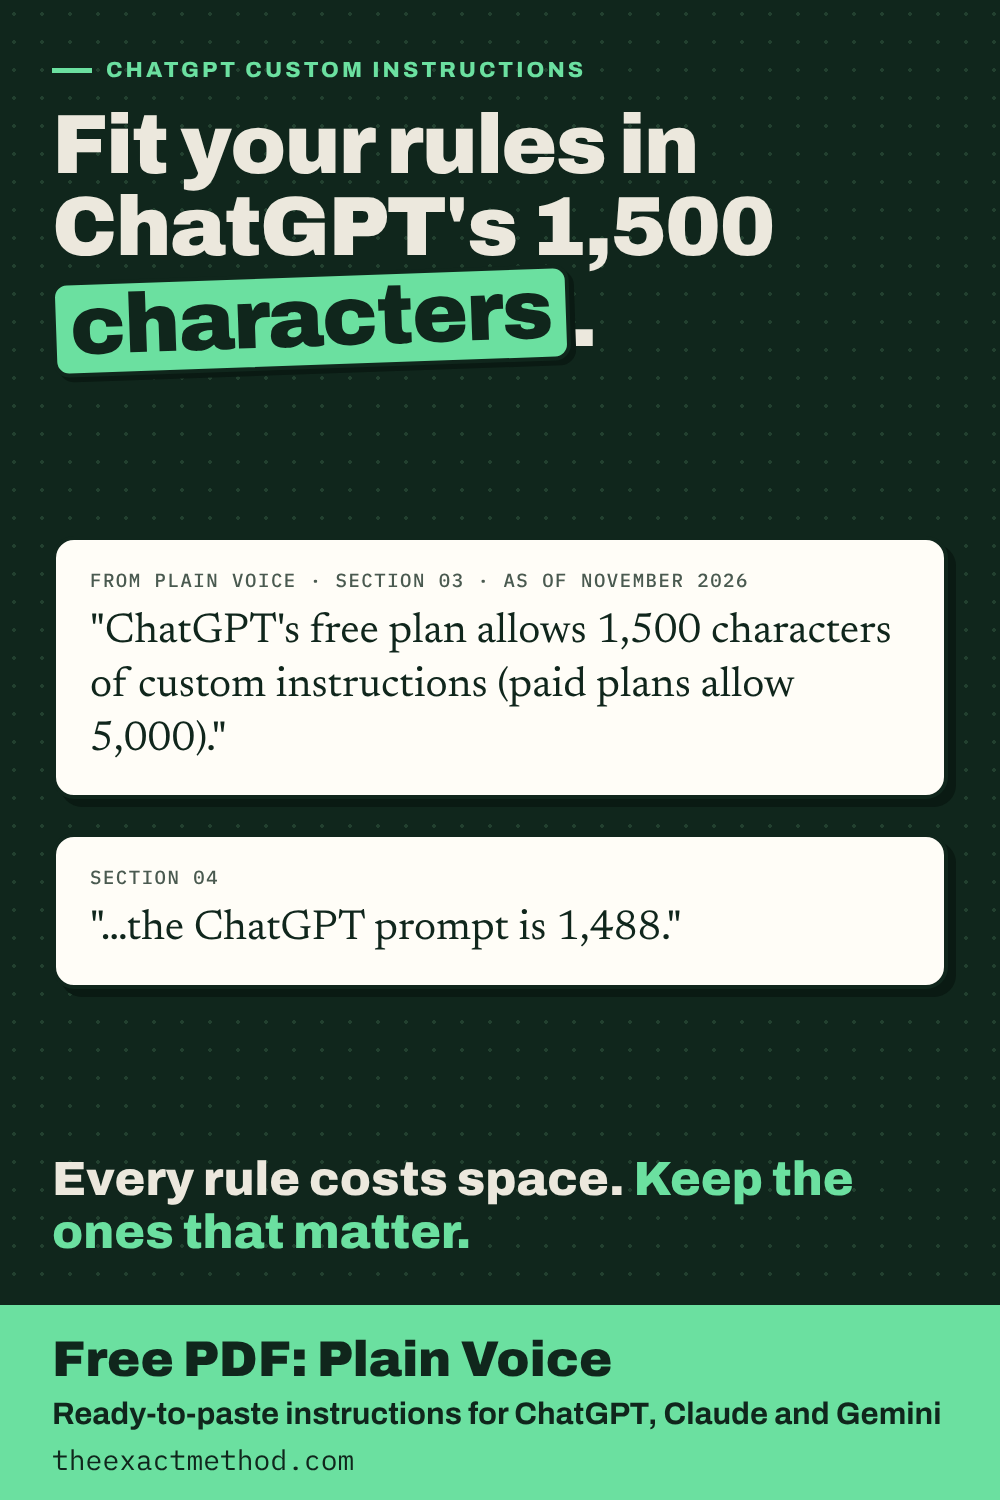 CHATGPT CUSTOM INSTRUCTIONS
Fit your rules in
ChatGPT's 1,500
characters.
FROM PLAIN VOICE · SECTION 03 · AS OF NOVEMBER 2026
"ChatGPT's free plan allows 1,500 characters
of custom instructions (paid plans allow
5,000)."
SECTION 04
"…the ChatGPT prompt is 1,488."
Every rule costs space. Keep the
ones that matter.
Free PDF: Plain Voice
Ready-to-paste instructions for ChatGPT, Claude and Gemini
theexactmethod.com